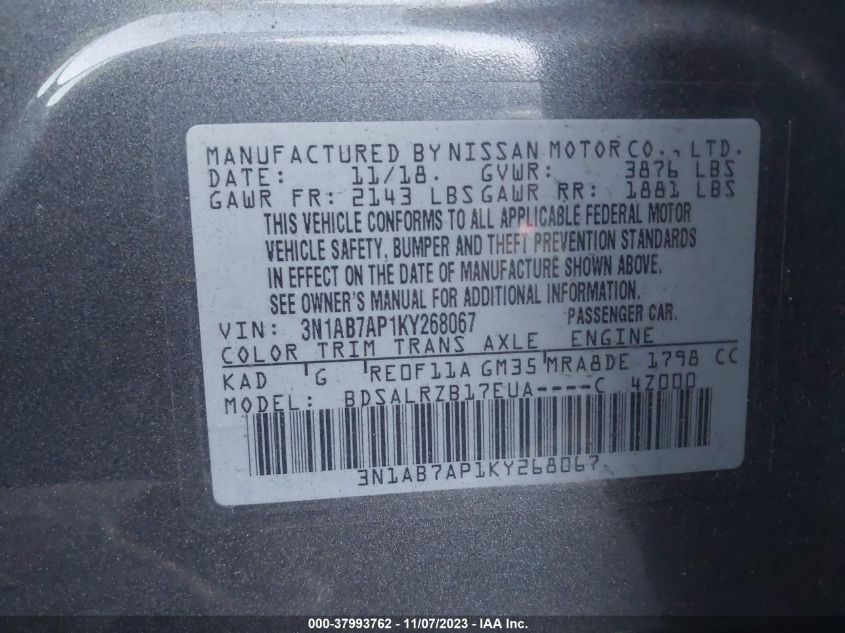 MANUFACTURED BY NISSAN MOTOR CO., LTD.
DATE: 11/18. GVWR: 3876 LBS
GAWR FR: 2143 LBS GAWR RR: 1881 LBS
THIS VEHICLE CONFORMS TO ALL APPLICABLE FEDERAL MOTOR
VEHICLE SAFETY, BUMPER AND THEFT PREVENTION STANDARDS
IN EFFECT ON THE DATE OF MANUFACTURE SHOWN ABOVE.
SEE OWNER'S MANUAL FOR ADDITIONAL INFORMATION.
VIN: 3N1AB7AP1KY268067 PASSENGER CAR.
COLOR TRIM TRANS AXLE ENGINE
KAD G RE0F11A GM35 MRA8DE 1798 CC
MODEL: BDSALRZB17EUA----C 4Z000
3N1AB7AP1KY268067
000-37993762 - 11/07/2023 - IAA Inc.